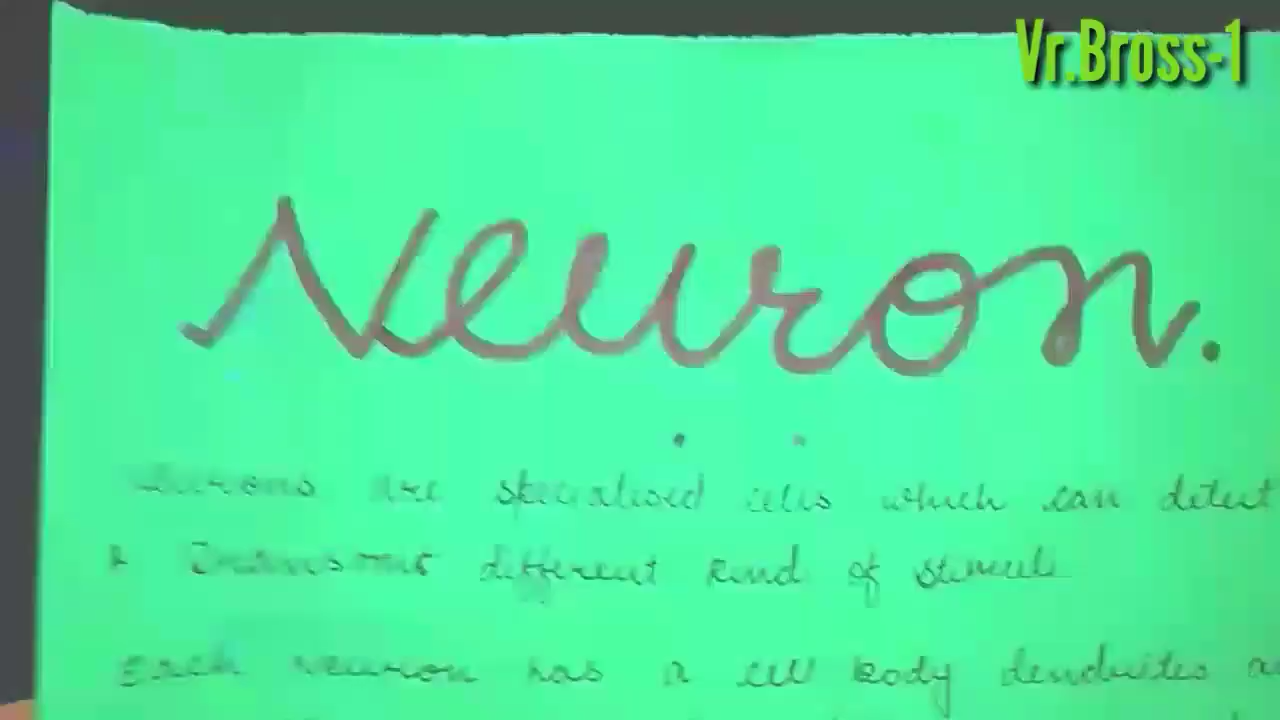 Vr.Bross-1
Neuron.
Neurons are specialised cells which can detect
& Transmit different kind of stimuli
Each Neuron has a cell body dendrites